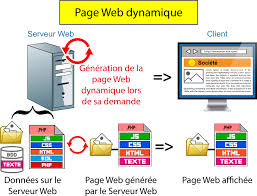 Page Web dynamique
Serveur Web
Client
Génération de la
page Web
dynamique lors
de sa demande
=>
Société
PHP
JS
CSS
HTML
SQL
PHP
TEXTE
BDD
PHP
JS
CSS
HTML
TEXTE
=>
JS
CSS
HTML
TEXTE
Données sur le
Serveur Web
Page Web générée
par le Serveur Web
Page Web affichée